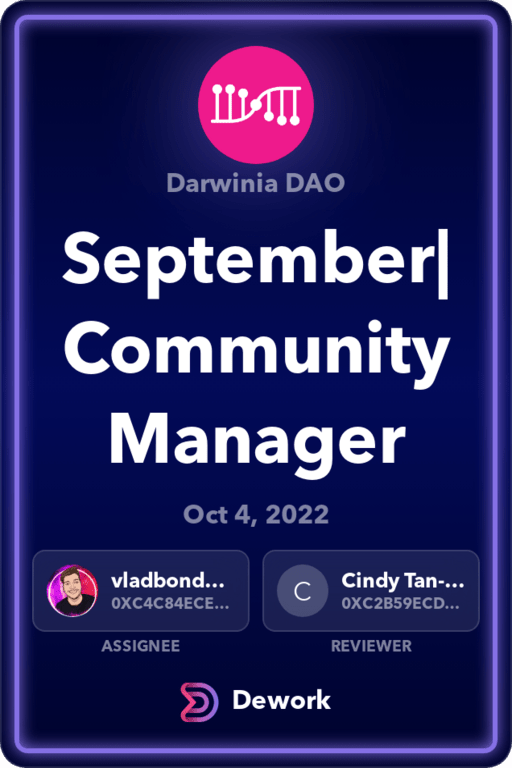 Darwinia DAO
September|
Community
Manager
Oct 4, 2022
vladbond...
0XC4C84ECE...
Cindy Tan-...
0XC2B59ECD...
C
ASSIGNEE
REVIEWER
Dework